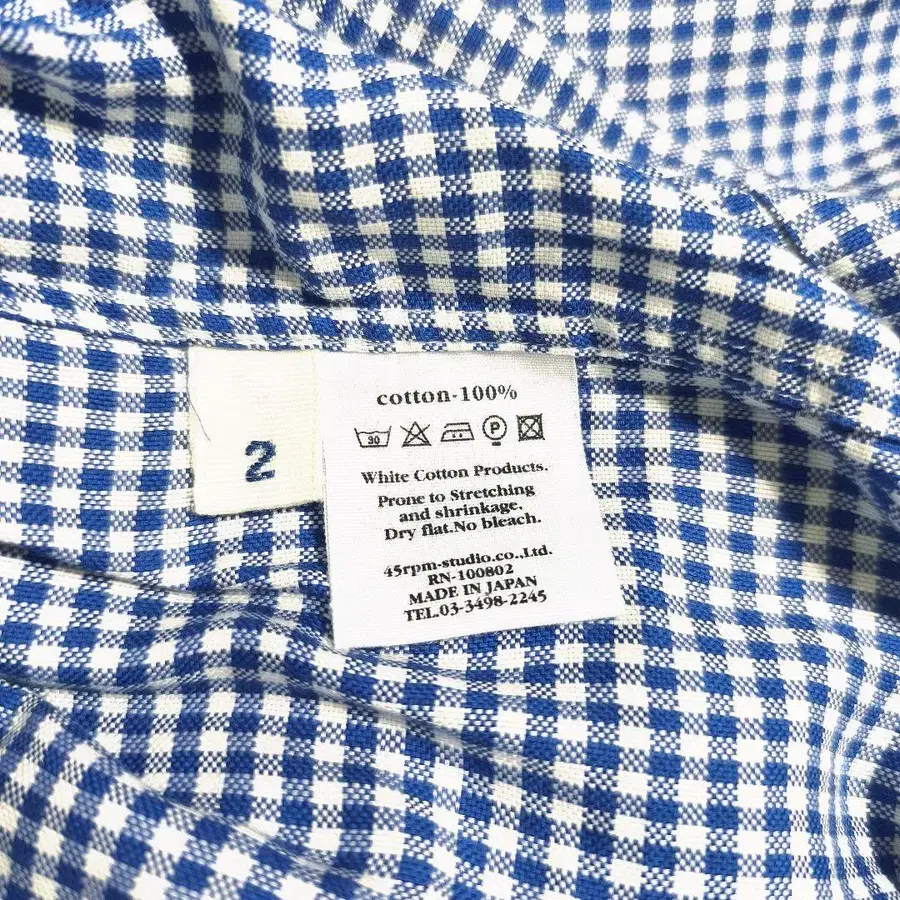 2
cotton-100%
30
P
White Cotton Products.
Prone to Stretching
and shrinkage.
Dry flat.No bleach.
45rpm-studio.co.,Ltd.
RN-100802
MADE IN JAPAN
TEL.03-3498-2245